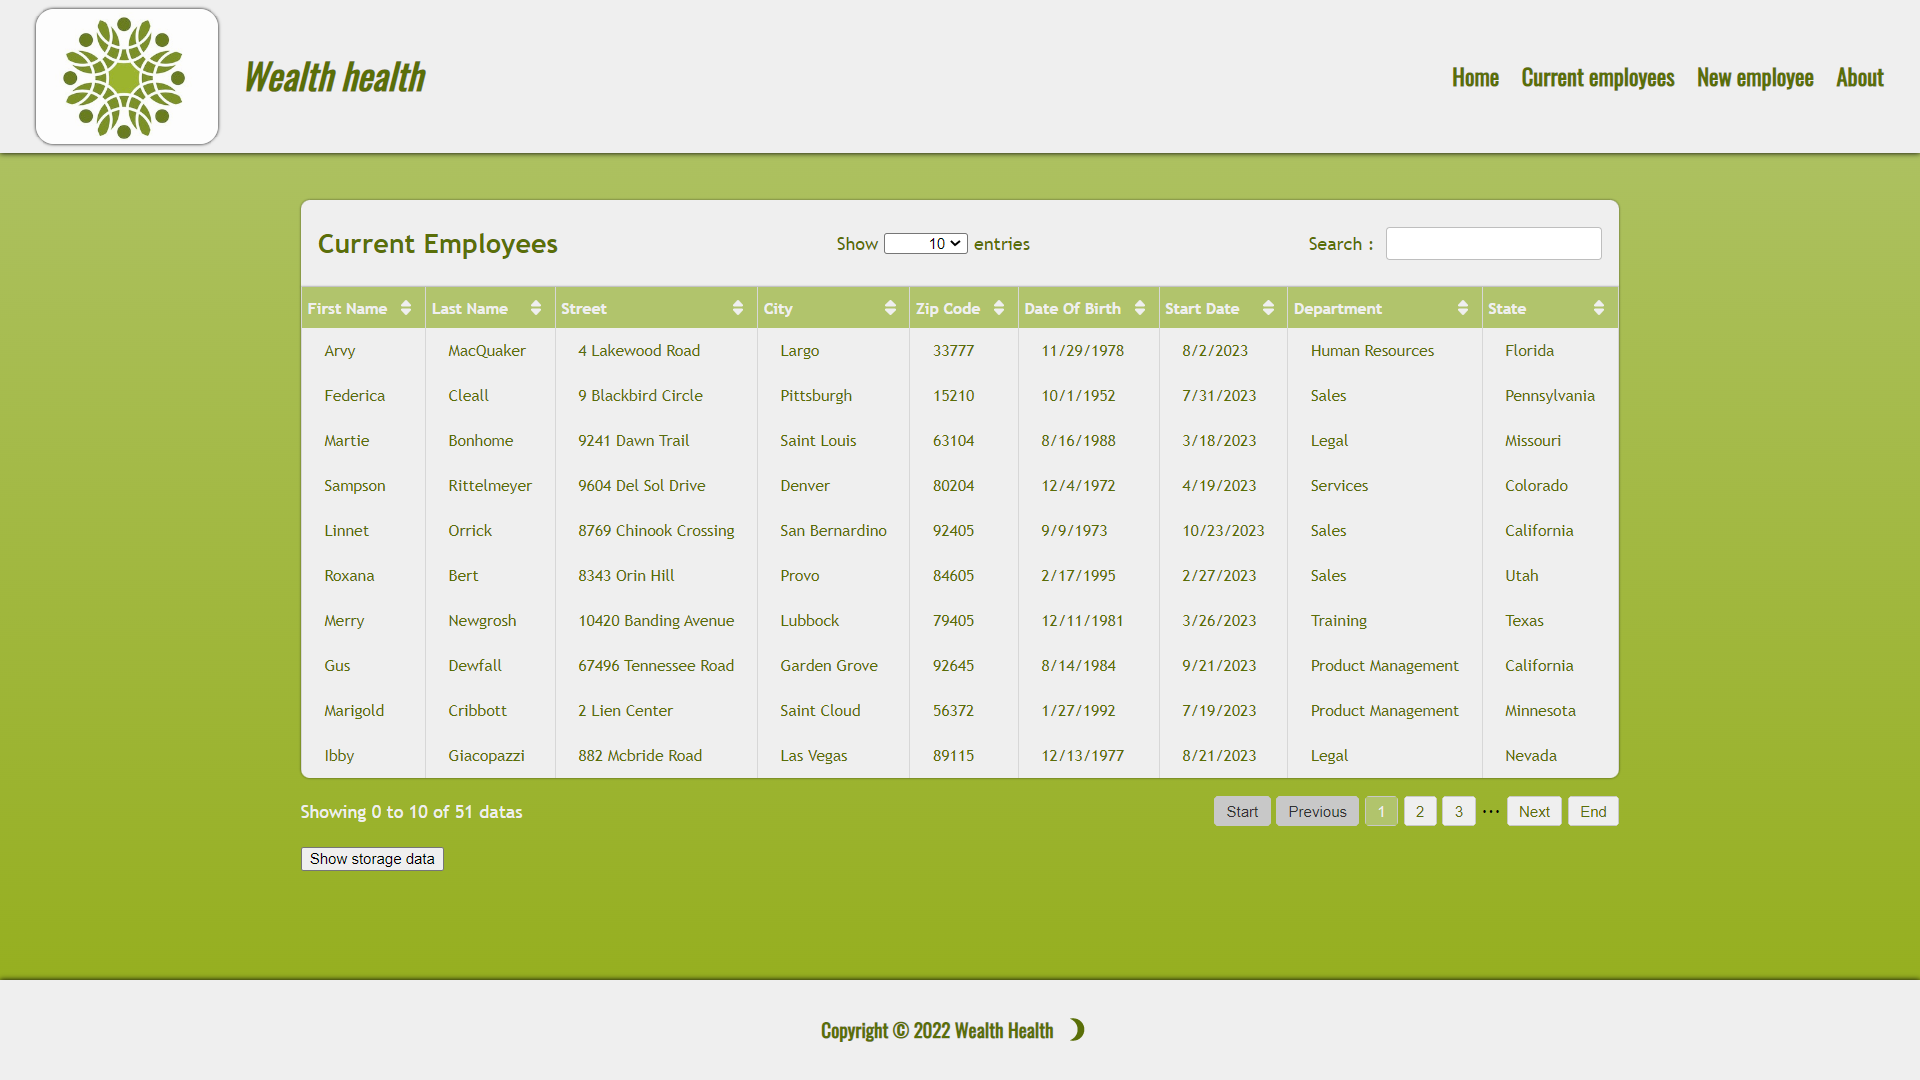 Wealth health
Home Current employees New employee About
Current Employees Show 10 entries Search :
First Name Last Name Street City Zip Code Date Of Birth Start Date Department State
Arvy MacQuaker 4 Lakewood Road Largo 33777 11/29/1978 8/2/2023 Human Resources Florida
Federica Cleall 9 Blackbird Circle Pittsburgh 15210 10/1/1952 7/31/2023 Sales Pennsylvania
Martie Bonhome 9241 Dawn Trail Saint Louis 63104 8/16/1988 3/18/2023 Legal Missouri
Sampson Rittelmeyer 9604 Del Sol Drive Denver 80204 12/4/1972 4/19/2023 Services Colorado
Linnet Orrick 8769 Chinook Crossing San Bernardino 92405 9/9/1973 10/23/2023 Sales California
Roxana Bert 8343 Orin Hill Provo 84605 2/17/1995 2/27/2023 Sales Utah
Merry Newgrosh 10420 Banding Avenue Lubbock 79405 12/11/1981 3/26/2023 Training Texas
Gus Dewfall 67496 Tennessee Road Garden Grove 92645 8/14/1984 9/21/2023 Product Management California
Marigold Cribbott 2 Lien Center Saint Cloud 56372 1/27/1992 7/19/2023 Product Management Minnesota
Ibby Giacopazzi 882 Mcbride Road Las Vegas 89115 12/13/1977 8/21/2023 Legal Nevada
Showing 0 to 10 of 51 datas Start Previous 1 2 3 ... Next End
Show storage data
Copyright © 2022 Wealth Health